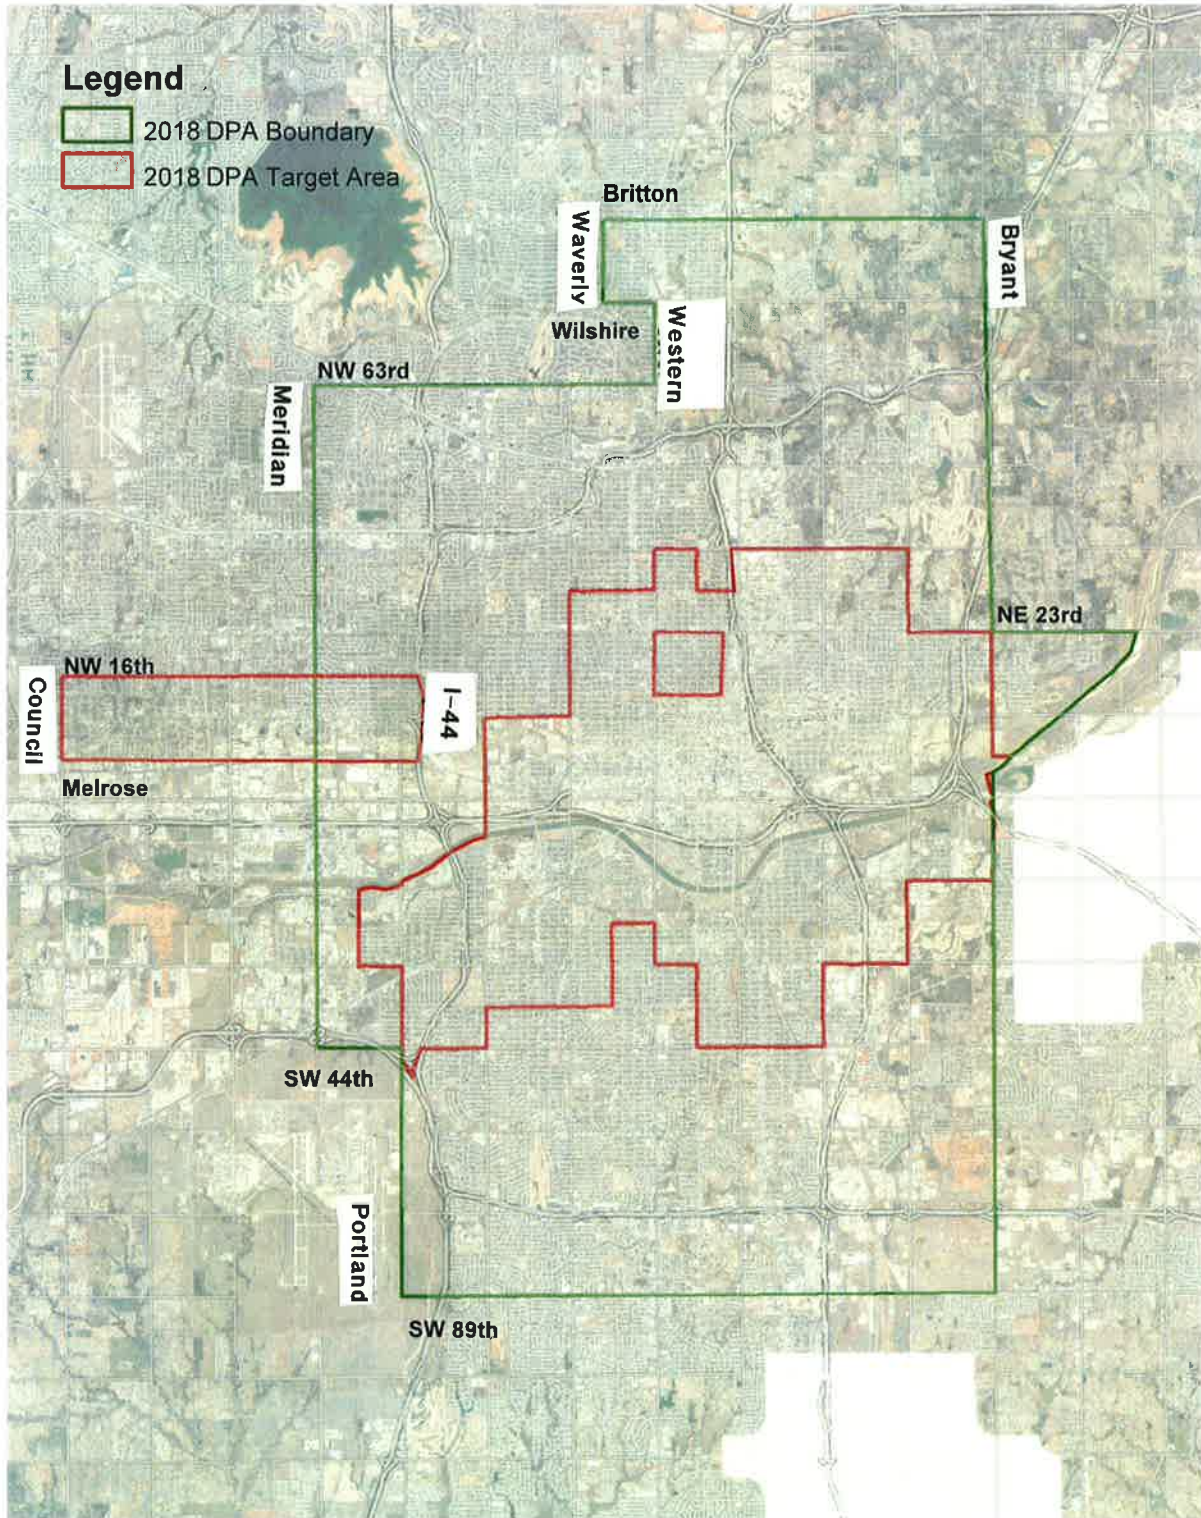 Legend
2018 DPA Boundary
2018 DPA Target Area
Britton
Waverly
Bryant
Wilshire
Western
NW 63rd
Meridian
NE 23rd
NW 16th
Council
I-44
Melrose
SW 44th
Portland
SW 89th